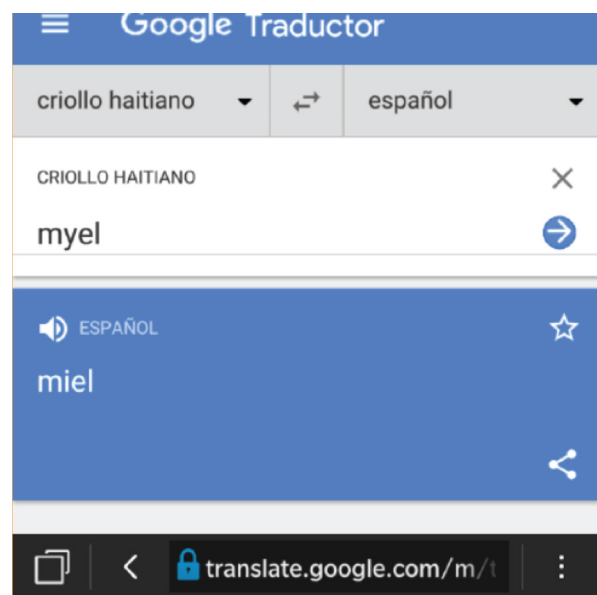 Google Traductor
criollo haitiano español
CRIOLLO HAITIANO
myel
ESPAÑOL
miel
translate.google.com/m/t